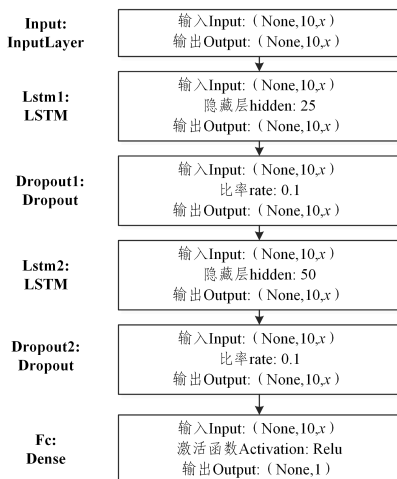 Input:
InputLayer
输入Input:（None,10,x）
输出Output:（None,10,x）
Lstm1:
LSTM
输入Input:（None,10,x）
隐藏层hidden: 25
输出Output:（None,10,x）
Dropout1:
Dropout
输入Input:（None,10,x）
比率rate: 0.1
输出Output:（None,10,x）
Lstm2:
LSTM
输入Input:（None,10,x）
隐藏层hidden: 50
输出Output:（None,10,x）
Dropout2:
Dropout
输入Input:（None,10,x）
比率rate: 0.1
输出Output:（None,10,x）
Fc:
Dense
输入Input:（None,10,x）
激活函数Activation: Relu
输出Output:（None,1）